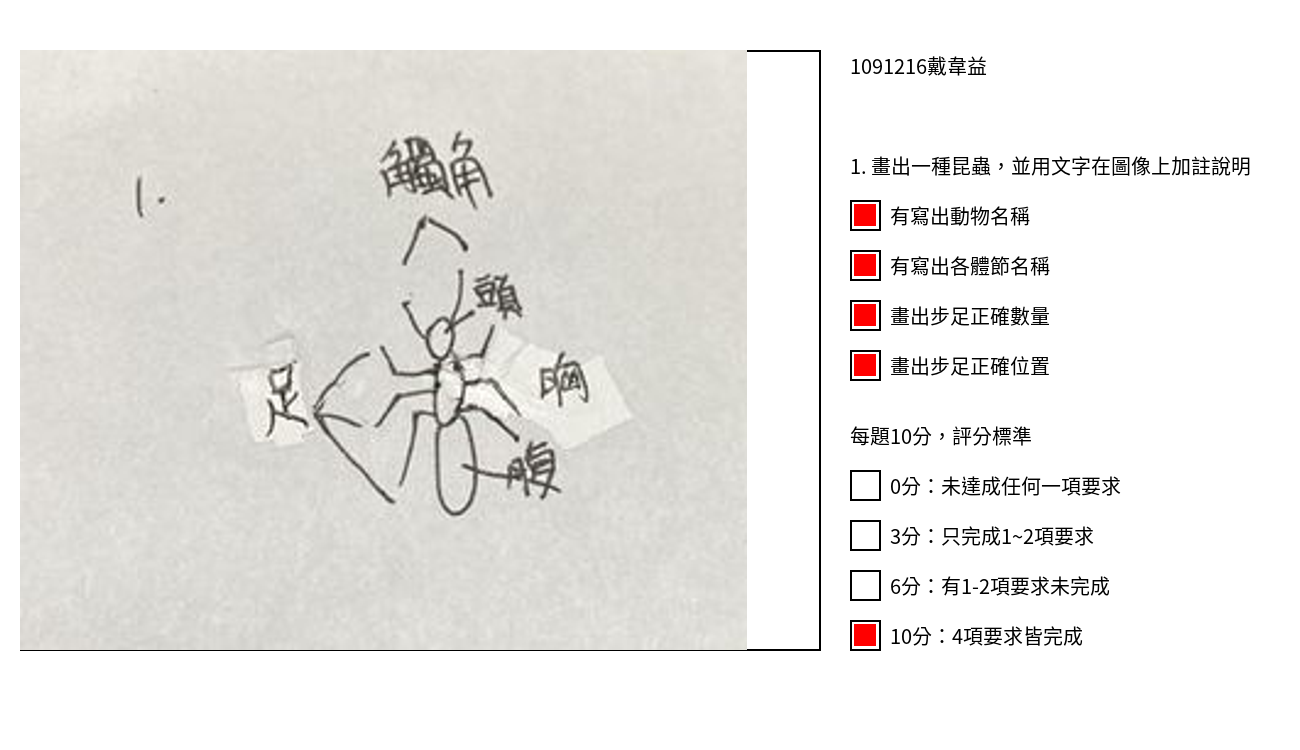 1091216戴韋益
1.
觸角
頭
足
胸
腹
1. 畫出一種昆蟲，並用文字在圖像上加註說明
有寫出動物名稱
有寫出各體節名稱
畫出步足正確數量
畫出步足正確位置
每題10分，評分標準
0分：未達成任何一項要求
3分：只完成1~2項要求
6分：有1-2項要求未完成
10分：4項要求皆完成